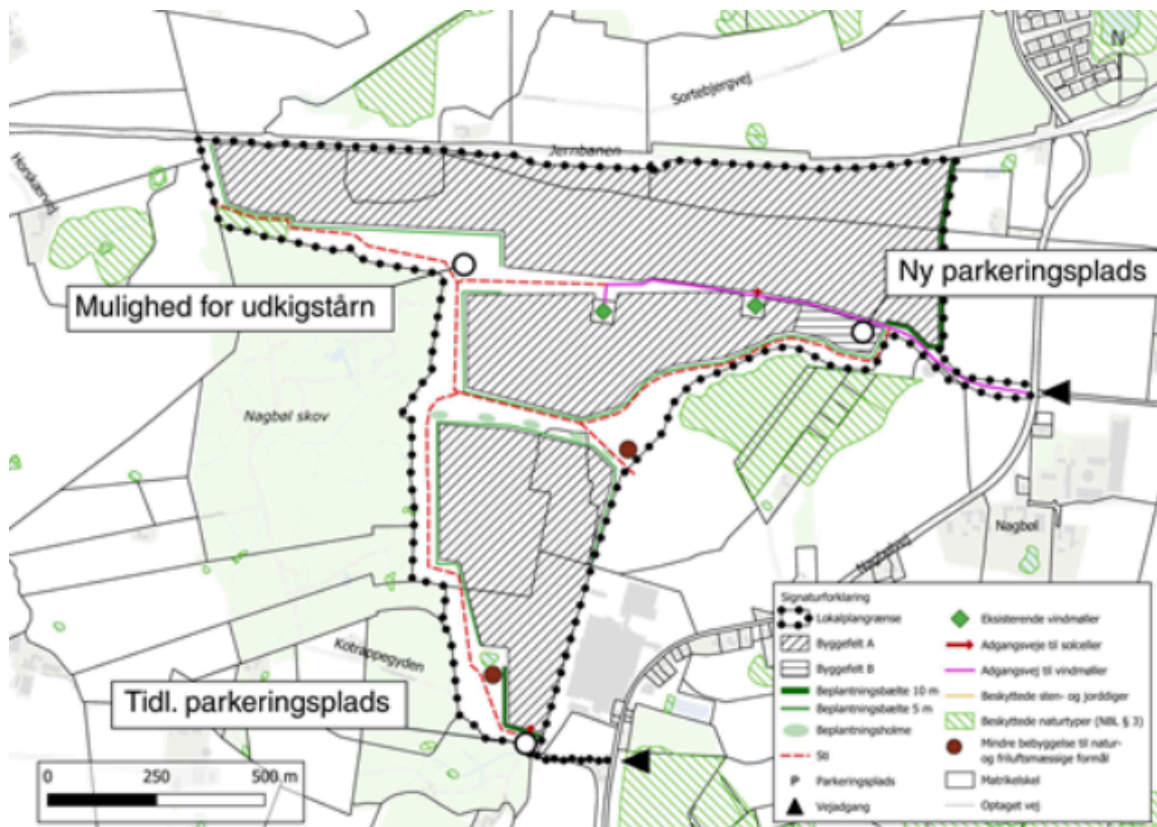 N
Sortebjergvej
Jernbanen
Horskærvej
Ny parkeringsplads
Mulighed for udkigstårn
Nagbøl skov
Nagbøl
Nagbølvej
Kotrappegyden
Tidl. parkeringsplads
0 250 500 m
Signaturforklaring
Lokalplangrænse
Byggefelt A
Byggefelt B
Beplantningsbælte 10 m
Beplantningsbælte 5 m
Beplantningsholme
Sti
P Parkeringsplads
Vejadgang
Eksisterende vindmøller
Adgangsveje til solceller
Adgangsvej til vindmøller
Beskyttede sten- og jorddiger
Beskyttede naturtyper (NBL § 3)
Mindre bebyggelse til natur-
og friluftsmæssige formål
Matrikelskel
Optaget vej